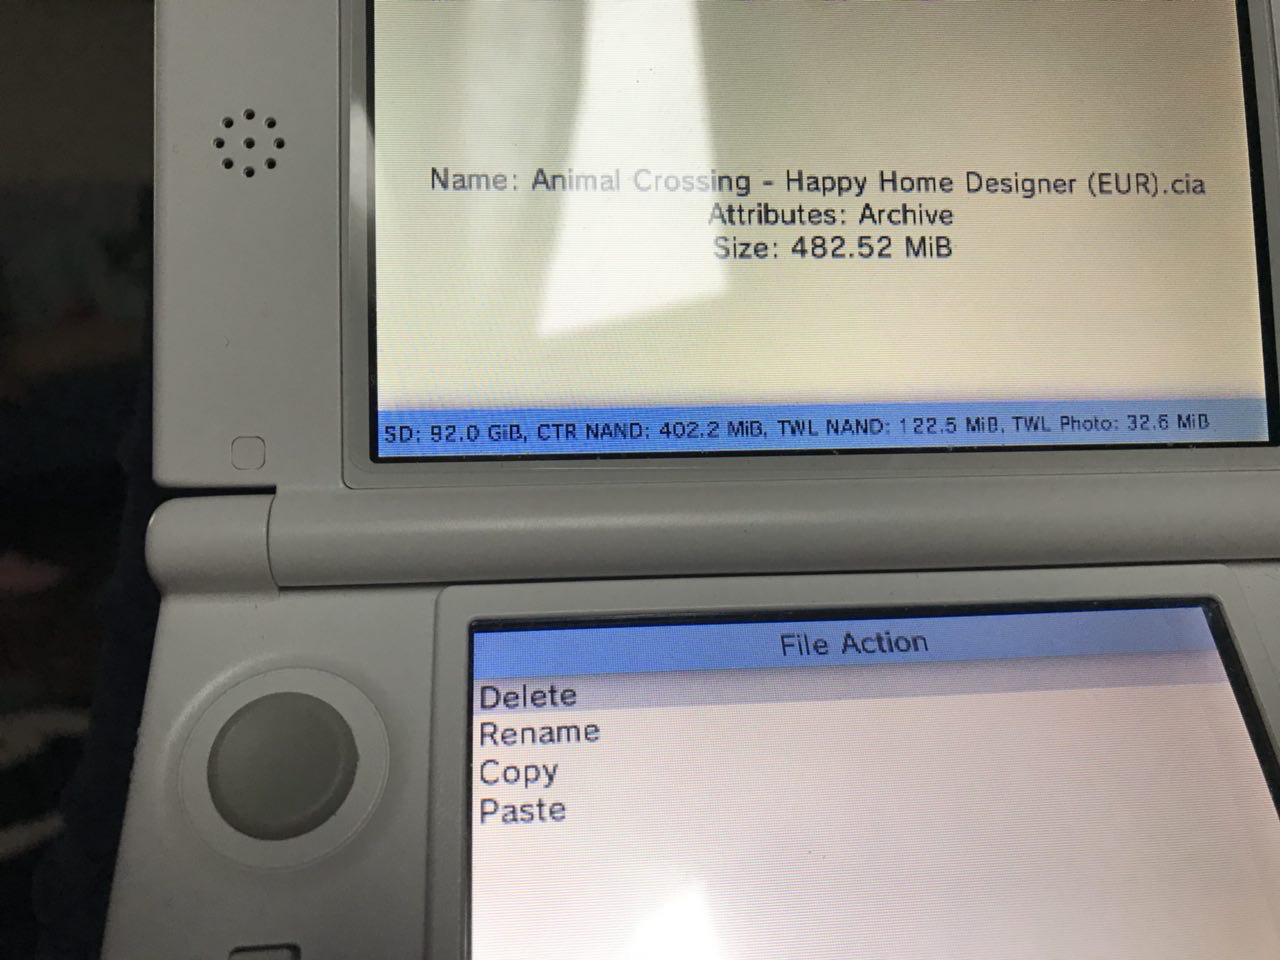 Name: Animal Crossing - Happy Home Designer (EUR).cia
Attributes: Archive
Size: 482.52 MiB
SD: 92.0 GiB, CTR NAND: 402.2 MiB, TWL NAND: 122.5 MiB, TWL Photo: 32.6 MiB
File Action
Delete
Rename
Copy
Paste